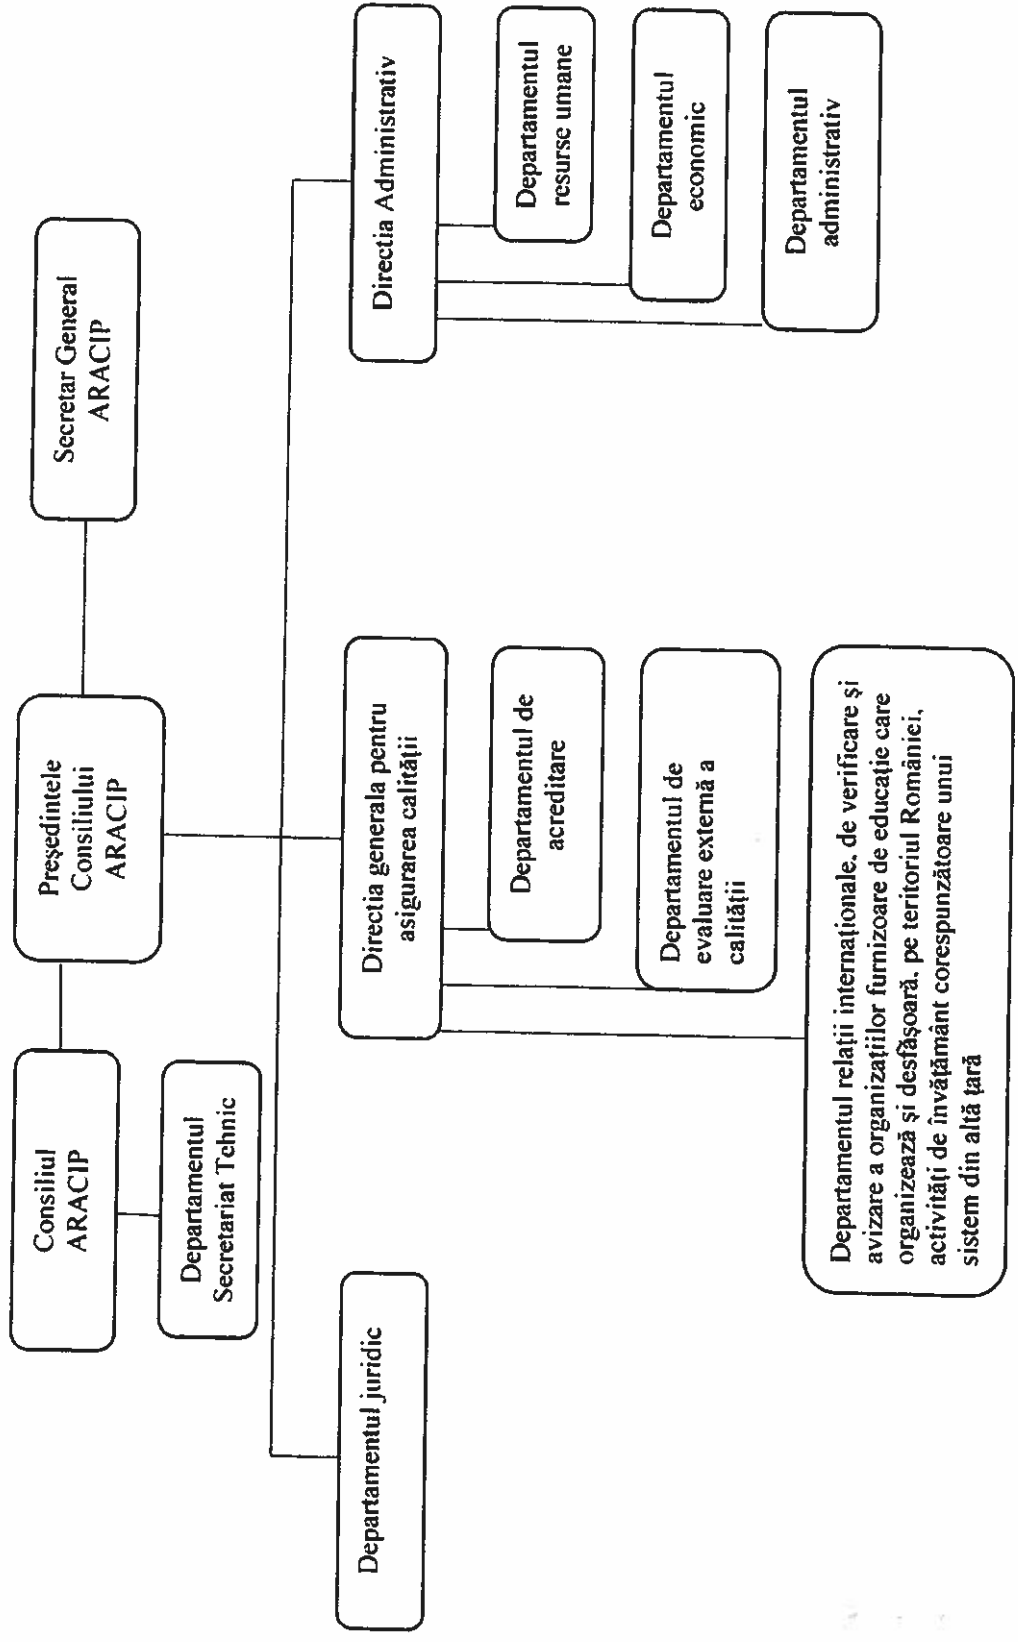 Consiliul
ARACIP
Președintele
Consiliului
ARACIP
Secretar General
ARACIP
Departamentul
Secretariat Tehnic
Departamentul juridic
Directia generala pentru
asigurarea calității
Directia Administrativ
Departamentul de
acreditare
Departamentul de
evaluare externă a
calității
Departamentul relații internaționale, de verificare și
avizare a organizațiilor furnizoare de educație care
organizează și desfășoară, pe teritoriul României,
activități de învățământ corespunzătoare unui
sistem din altă țară
Departamentul
resurse umane
Departamentul
economic
Departamentul
administrativ